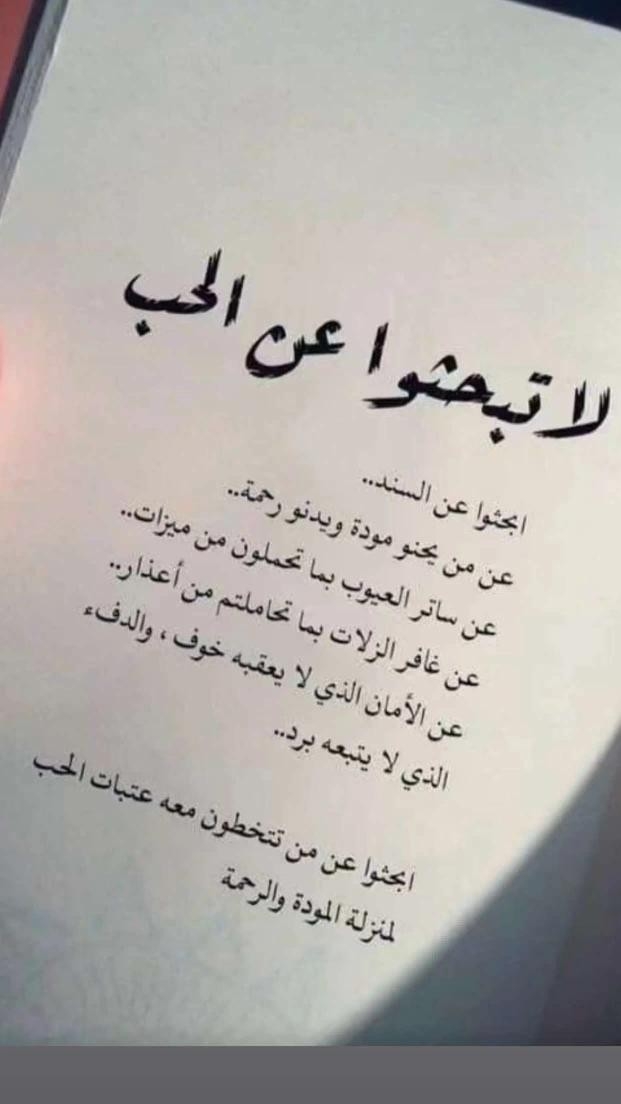 لا تبحثوا عن الحب
ابحثوا عن السند..
عن من يحنو مودة ويدنو رحمة..
عن ساتر العيوب بما تحملون من ميزات..
عن غافر الزلات بما تحاملتم من أعذار..
عن الأمان الذي لا يعقبه خوف ، والدفء
الذي لا يتبعه برد..
ابحثوا عن من تتخطون معه عتبات الحب
لمنزلة المودة والرحمة